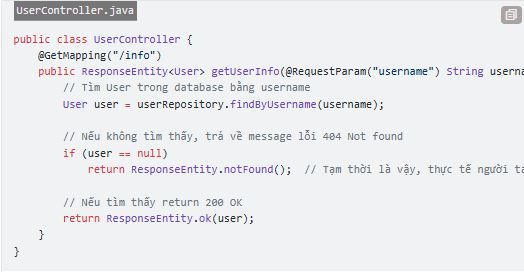 UserController.java
public class UserController {
@GetMapping("/info")
public ResponseEntity<User> getUserInfo(@RequestParam("username") String userna
// Tìm User trong database bằng username
User user = userRepository.findByUsername(username);
// Nếu không tìm thấy, trả về message lỗi 404 Not found
if (user == null)
return ResponseEntity.notFound();  // Tạm thời là vậy, thực tế người ta
// Nếu tìm thấy return 200 OK
return ResponseEntity.ok(user);
}
}